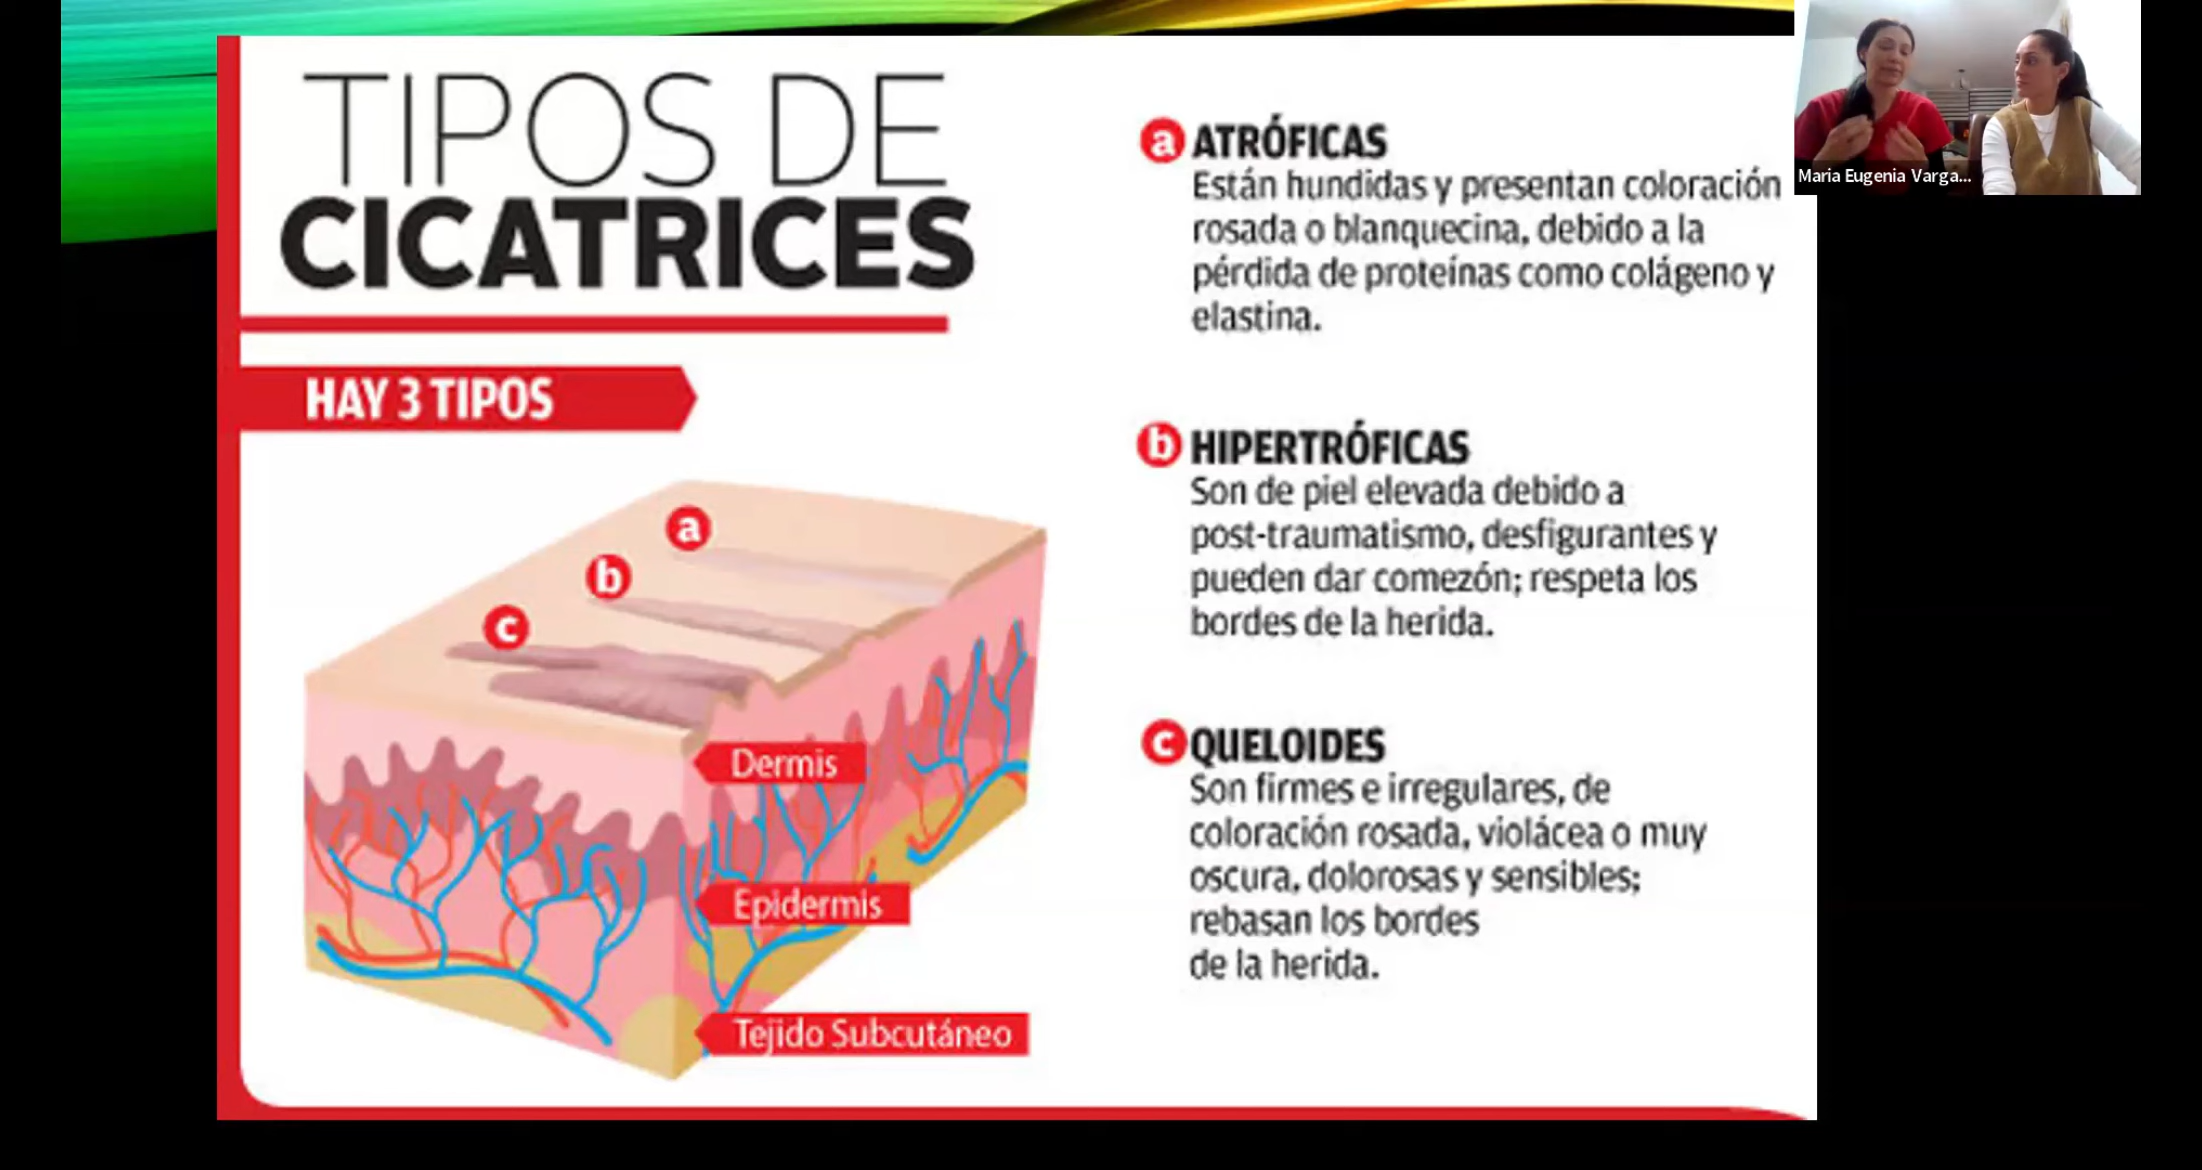 TIPOS DE
CICATRICES
HAY 3 TIPOS
a
b
c
Dermis
Epidermis
Tejido Subcutáneo
a ATRÓFICAS
Están hundidas y presentan coloración
rosada o blanquecina, debido a la
pérdida de proteínas como colágeno y
elastina.
b HIPERTRÓFICAS
Son de piel elevada debido a
post-traumatismo, desfigurantes y
pueden dar comezón; respeta los
bordes de la herida.
c QUELOIDES
Son firmes e irregulares, de
coloración rosada, violácea o muy
oscura, dolorosas y sensibles;
rebasan los bordes
de la herida.
Maria Eugenia Varga...